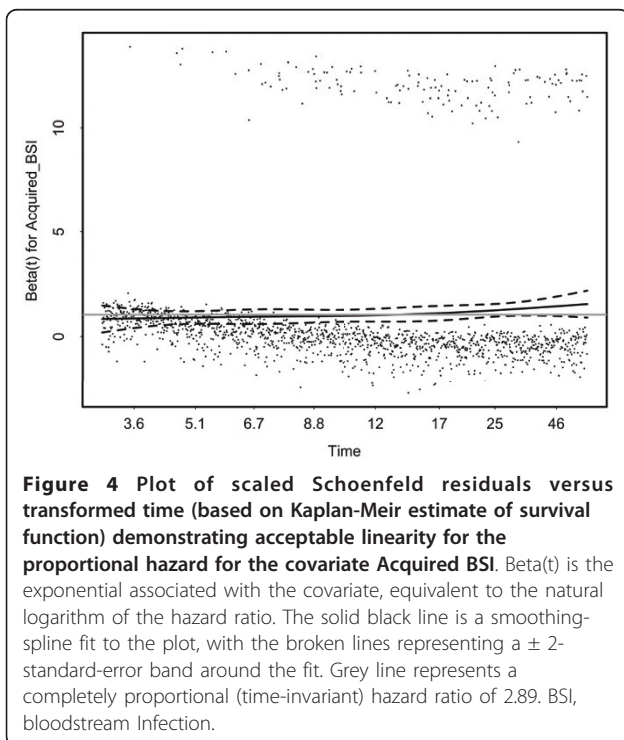 10
5
0
Beta(t) for Acquired_BSI
3.6 5.1 6.7 8.8 12 17 25 46
Time
Figure 4 Plot of scaled Schoenfeld residuals versus
transformed time (based on Kaplan-Meir estimate of survival
function) demonstrating acceptable linearity for the
proportional hazard for the covariate Acquired BSI. Beta(t) is the
exponential associated with the covariate, equivalent to the natural
logarithm of the hazard ratio. The solid black line is a smoothing-
spline fit to the plot, with the broken lines representing a ± 2-
standard-error band around the fit. Grey line represents a
completely proportional (time-invariant) hazard ratio of 2.89. BSI,
bloodstream Infection.